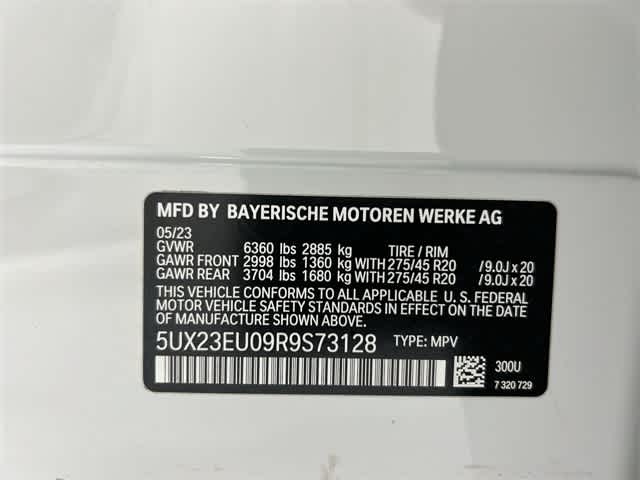 MFD BY BAYERISCHE MOTOREN WERKE AG
05/23
GVWR 6360 lbs 2885 kg TIRE / RIM
GAWR FRONT 2998 lbs 1360 kg WITH 275/45 R20 /9.0J x 20
GAWR REAR 3704 lbs 1680 kg WITH 275/45 R20 /9.0J x 20
THIS VEHICLE CONFORMS TO ALL APPLICABLE U. S. FEDERAL
MOTOR VEHICLE SAFETY STANDARDS IN EFFECT ON THE DATE
OF MANUFACTURE SHOWN ABOVE.
5UX23EU09R9S73128 TYPE: MPV
300U
7 320 729